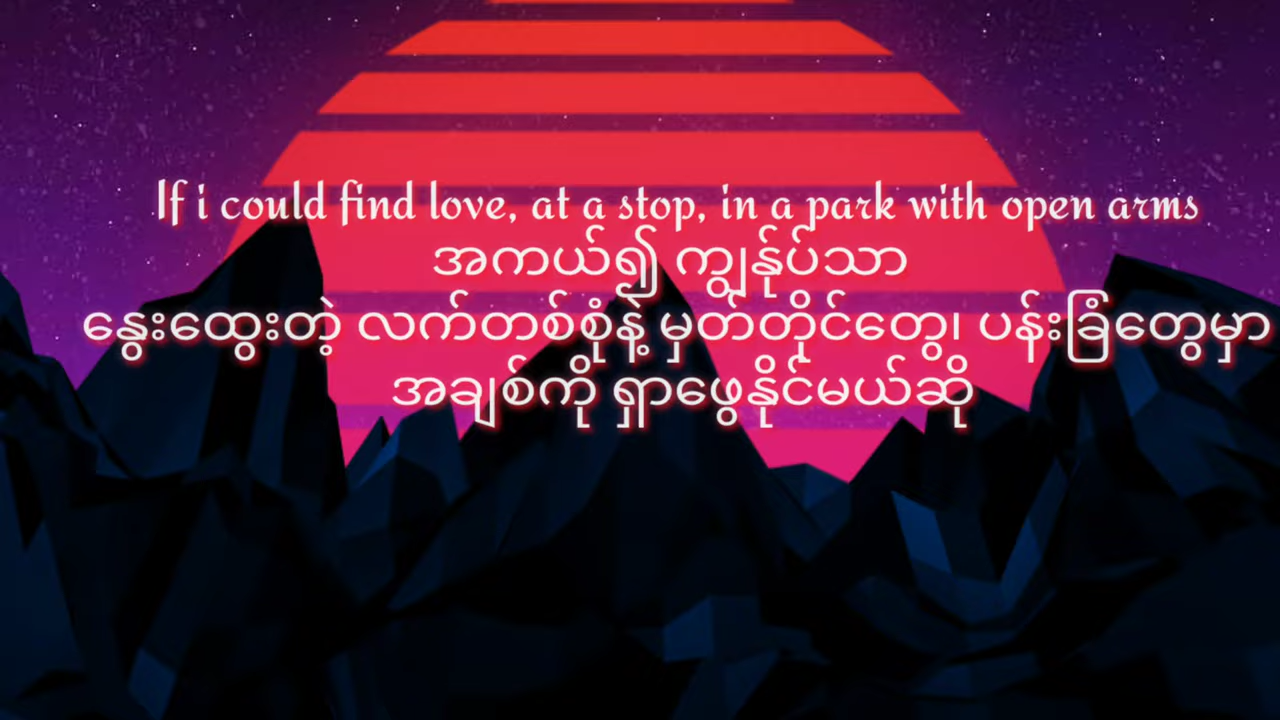 If i could find love, at a stop, in a park with open arms
အကယ်၍ ကျွန်ုပ်သာ
နွေးထွေးတဲ့ လက်တစ်စုံနဲ့ မှတ်တိုင်တွေ၊ ပန်းခြံတွေမှာ
အချစ်ကို ရှာဖွေနိုင်မယ်ဆို